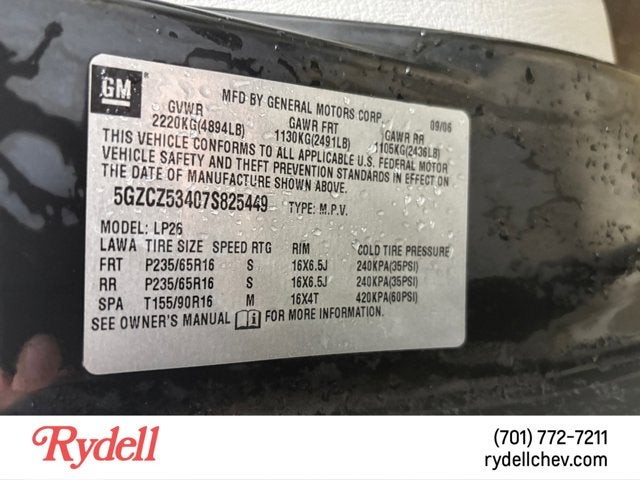 GM
MFD BY GENERAL MOTORS CORP.
09/06
GVWR GAWR FRT GAWR RR
2220KG(4894LB) 1130KG(2491LB) 1105KG(2436LB)
THIS VEHICLE CONFORMS TO ALL APPLICABLE U.S. FEDERAL MOTOR
VEHICLE SAFETY AND THEFT PREVENTION STANDARDS IN EFFECT ON
THE DATE OF MANUFACTURE SHOWN ABOVE.
5GZCZ53407S825449 TYPE: M.P.V.
MODEL: LP26
LAWA TIRE SIZE SPEED RTG RIM COLD TIRE PRESSURE
FRT P235/65R16 S 16X6.5J 240KPA(35PSI)
RR P235/65R16 S 16X6.5J 240KPA(35PSI)
SPA T155/90R16 M 16X4T 420KPA(60PSI)
SEE OWNER'S MANUAL FOR MORE INFORMATION.
Rydell
(701) 772-7211
rydellchev.com